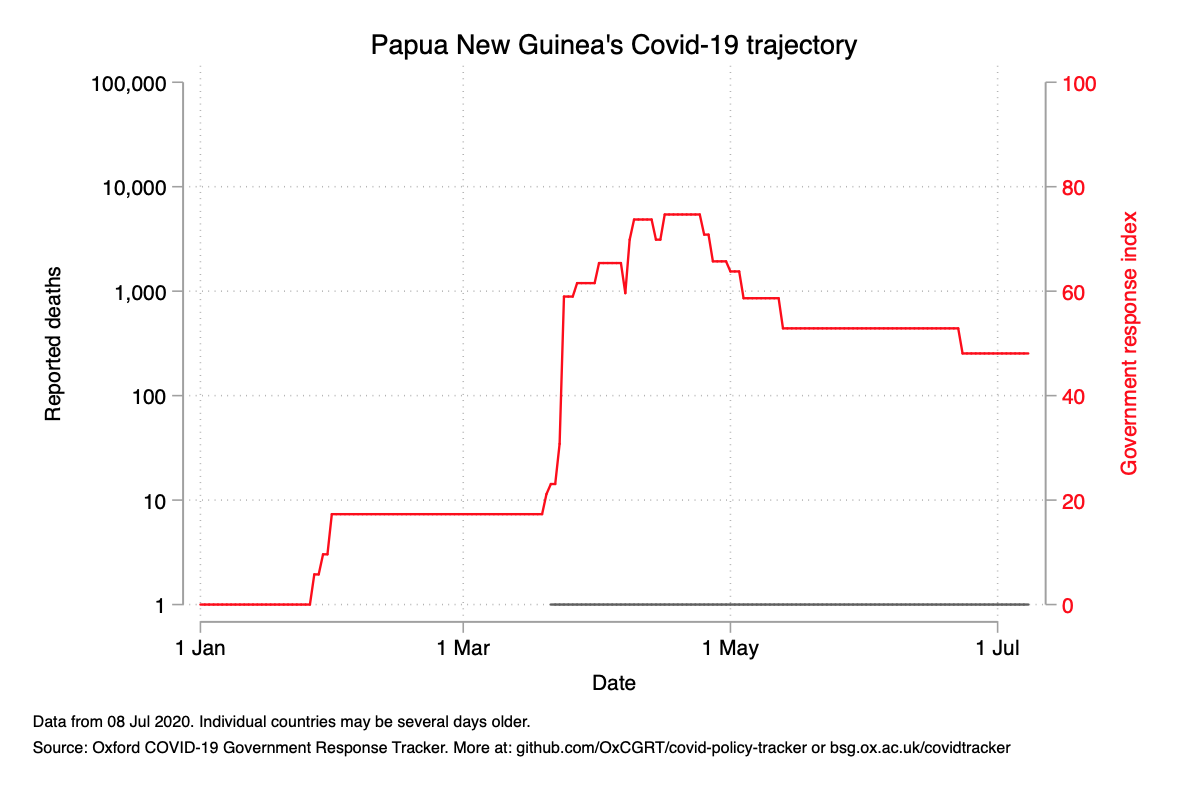 Papua New Guinea's Covid-19 trajectory
100,000
10,000
1,000
100
10
1
Reported deaths
100
80
60
40
20
0
Government response index
1 Jan
1 Mar
1 May
1 Jul
Date
Data from 08 Jul 2020. Individual countries may be several days older.
Source: Oxford COVID-19 Government Response Tracker. More at: github.com/OxCGRT/covid-policy-tracker or bsg.ox.ac.uk/covidtracker